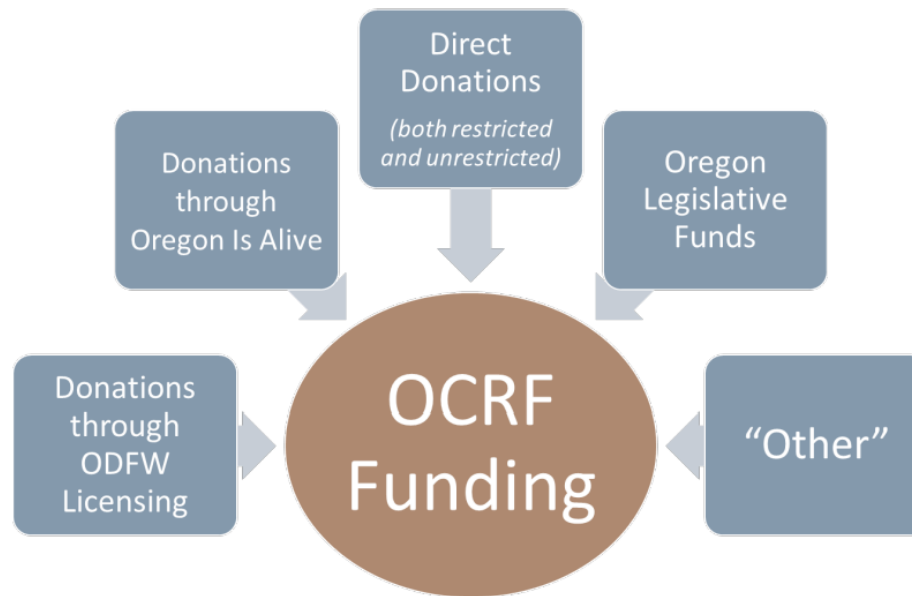 Direct
Donations
(both restricted
and unrestricted)
Donations
through
Oregon Is Alive
Oregon
Legislative
Funds
Donations
through
ODFW
Licensing
OCRF
Funding
“Other”